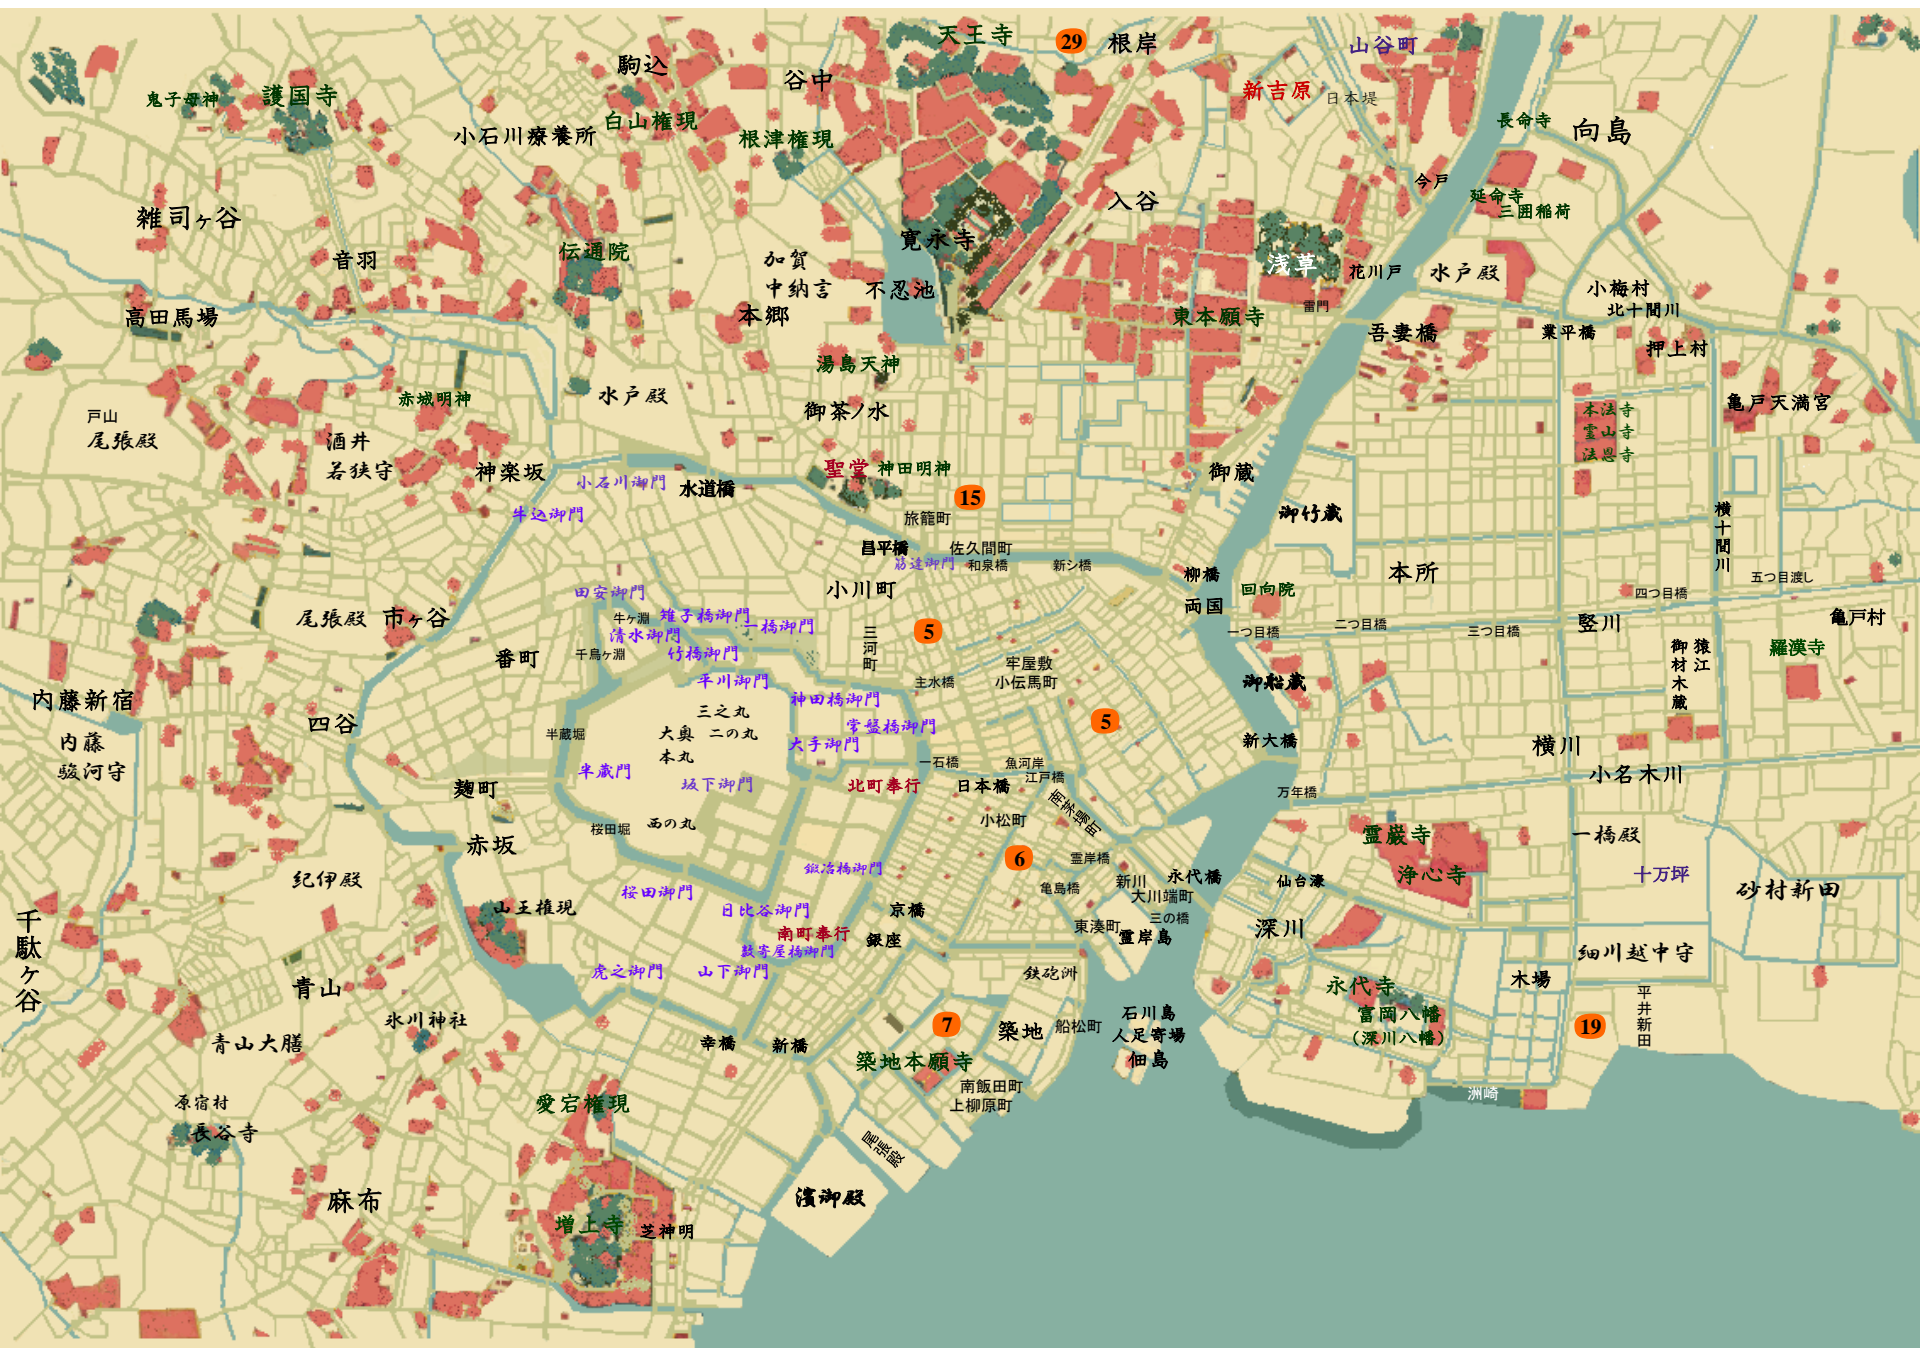 天王寺
29
根岸
山谷町
駒込
谷中
新吉原
日本堤
鬼子母神
護国寺
白山権現
小石川療養所
根津権現
長命寺
向島
今戸
延命寺
三囲稲荷
入谷
雑司ヶ谷
音羽
伝通院
寛永寺
加賀
中納言
不忍池
浅草
花川戸
水戸殿
小梅村
北十間川
高田馬場
本郷
東本願寺
雷門
吾妻橋
業平橋
押上村
湯島天神
赤城明神
水戸殿
御茶ノ水
戸山
尾張殿
酒井
若狭守
神楽坂
本法寺
霊山寺
法恩寺
亀戸天満宮
聖堂
神田明神
御蔵
小石川御門
水道橋
牛込御門
15
旅籠町
御竹蔵
横十間川
昌平橋
佐久間町
筋違御門
和泉橋
新シ橋
柳橋
両国
回向院
本所
五つ目渡し
四つ目橋
小川町
田安御門
牛ヶ淵
雉子橋御門
一橋御門
清水御門
竹橋御門
千鳥ヶ淵
尾張殿
市ヶ谷
番町
三河町
5
一つ目橋
二つ目橋
三つ目橋
竪川
亀戸村
猿江
御材木蔵
羅漢寺
牢屋敷
小伝馬町
主水橋
平川御門
神田橋御門
御船蔵
内藤新宿
内藤
駿河守
四谷
三之丸
大奥
二の丸
本丸
常盤橋御門
大手御門
5
半蔵堀
半蔵門
坂下御門
北町奉行
一石橋
日本橋
魚河岸
江戸橋
新大橋
横川
小名木川
万年橋
麹町
桜田堀
西の丸
赤坂
小松町
南茅場町
6
霊岸橋
霊巌寺
浄心寺
一橋殿
十万坪
砂村新田
鍛冶橋御門
紀伊殿
桜田御門
日比谷御門
南町奉行
数寄屋橋御門
京橋
銀座
亀島橋
新川
永代橋
大川端町
三の橋
東湊町
霊岸島
仙台濠
深川
山王権現
千駄ヶ谷
青山
虎之御門
山下御門
鉄砲洲
永代寺
富岡八幡
(深川八幡)
木場
細川越中守
平井新田
19
氷川神社
青山大膳
幸橋
新橋
7
築地
船松町
石川島
人足寄場
佃島
築地本願寺
南飯田町
上柳原町
洲崎
原宿村
長谷寺
愛宕権現
尾張殿
濱御殿
麻布
増上寺
芝神明